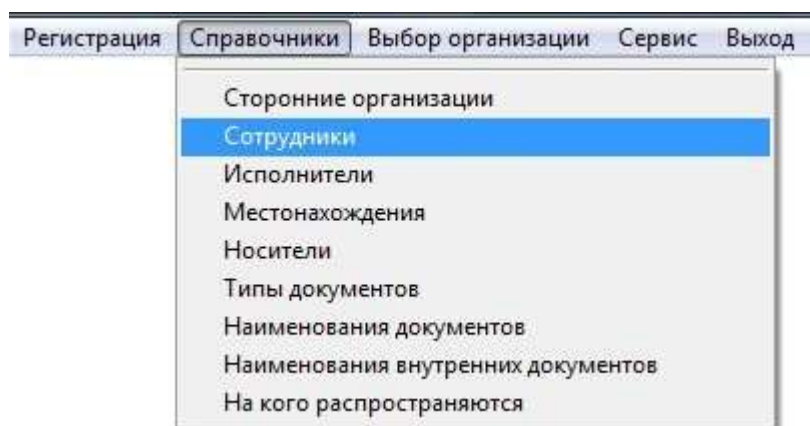 Регистрация Справочники Выбор организации Сервис Выход
Сторонние организации
Сотрудники
Исполнители
Местонахождения
Носители
Типы документов
Наименования документов
Наименования внутренних документов
На кого распространяются